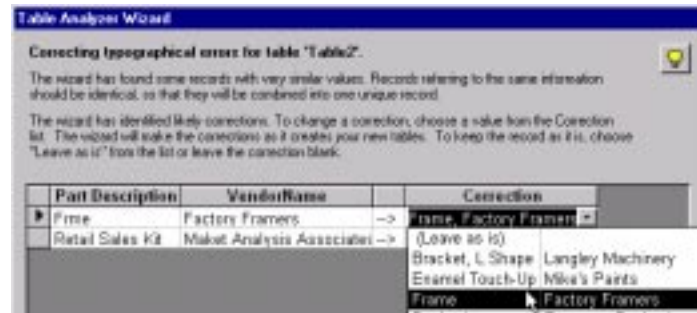 Table Analyzer Wizard
Correcting typographical errors for table "Table2".
The wizard has found some records with very similar values. Records referring to the same information
should be identical, so that they will be combined into one unique record.
The wizard has identified likely corrections. To change a correction, choose a value from the Correction
list. The wizard will make the corrections as it creates your new tables. To keep the record as it is, choose
"Leave as is" from the list or leave the correction blank.
Part Description VendorName Correction
Frme Factory Framers --> Frame, Factory Framers
Retail Sales Kit Maket Analysis Associates -->
(Leave as is)
Bracket, L Shape Langley Machinery
Enamel Touch-Up Mike's Paints
Frame Factory Framers